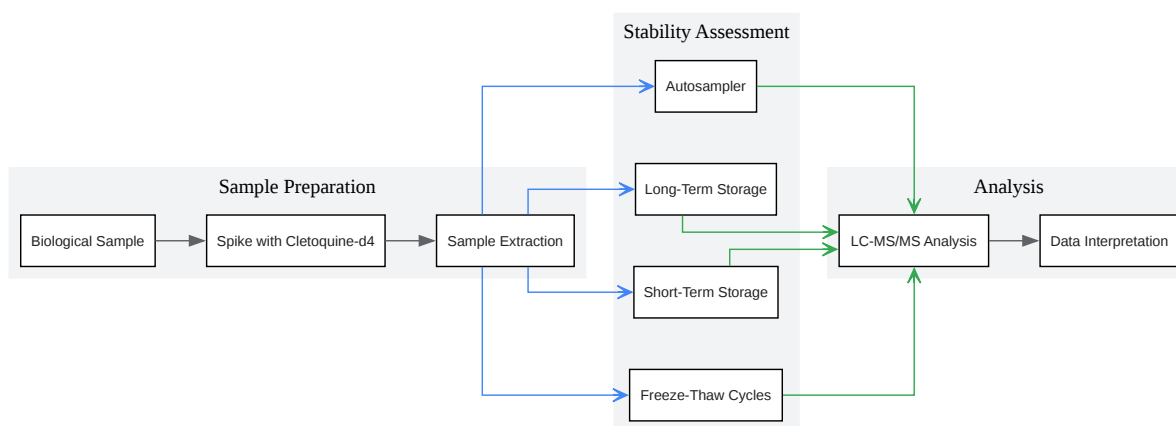 Stability Assessment
Autosampler
Sample Preparation
Long-Term Storage
Analysis
Biological Sample
Spike with Cletoquine-d4
Sample Extraction
LC-MS/MS Analysis
Data Interpretation
Short-Term Storage
Freeze-Thaw Cycles